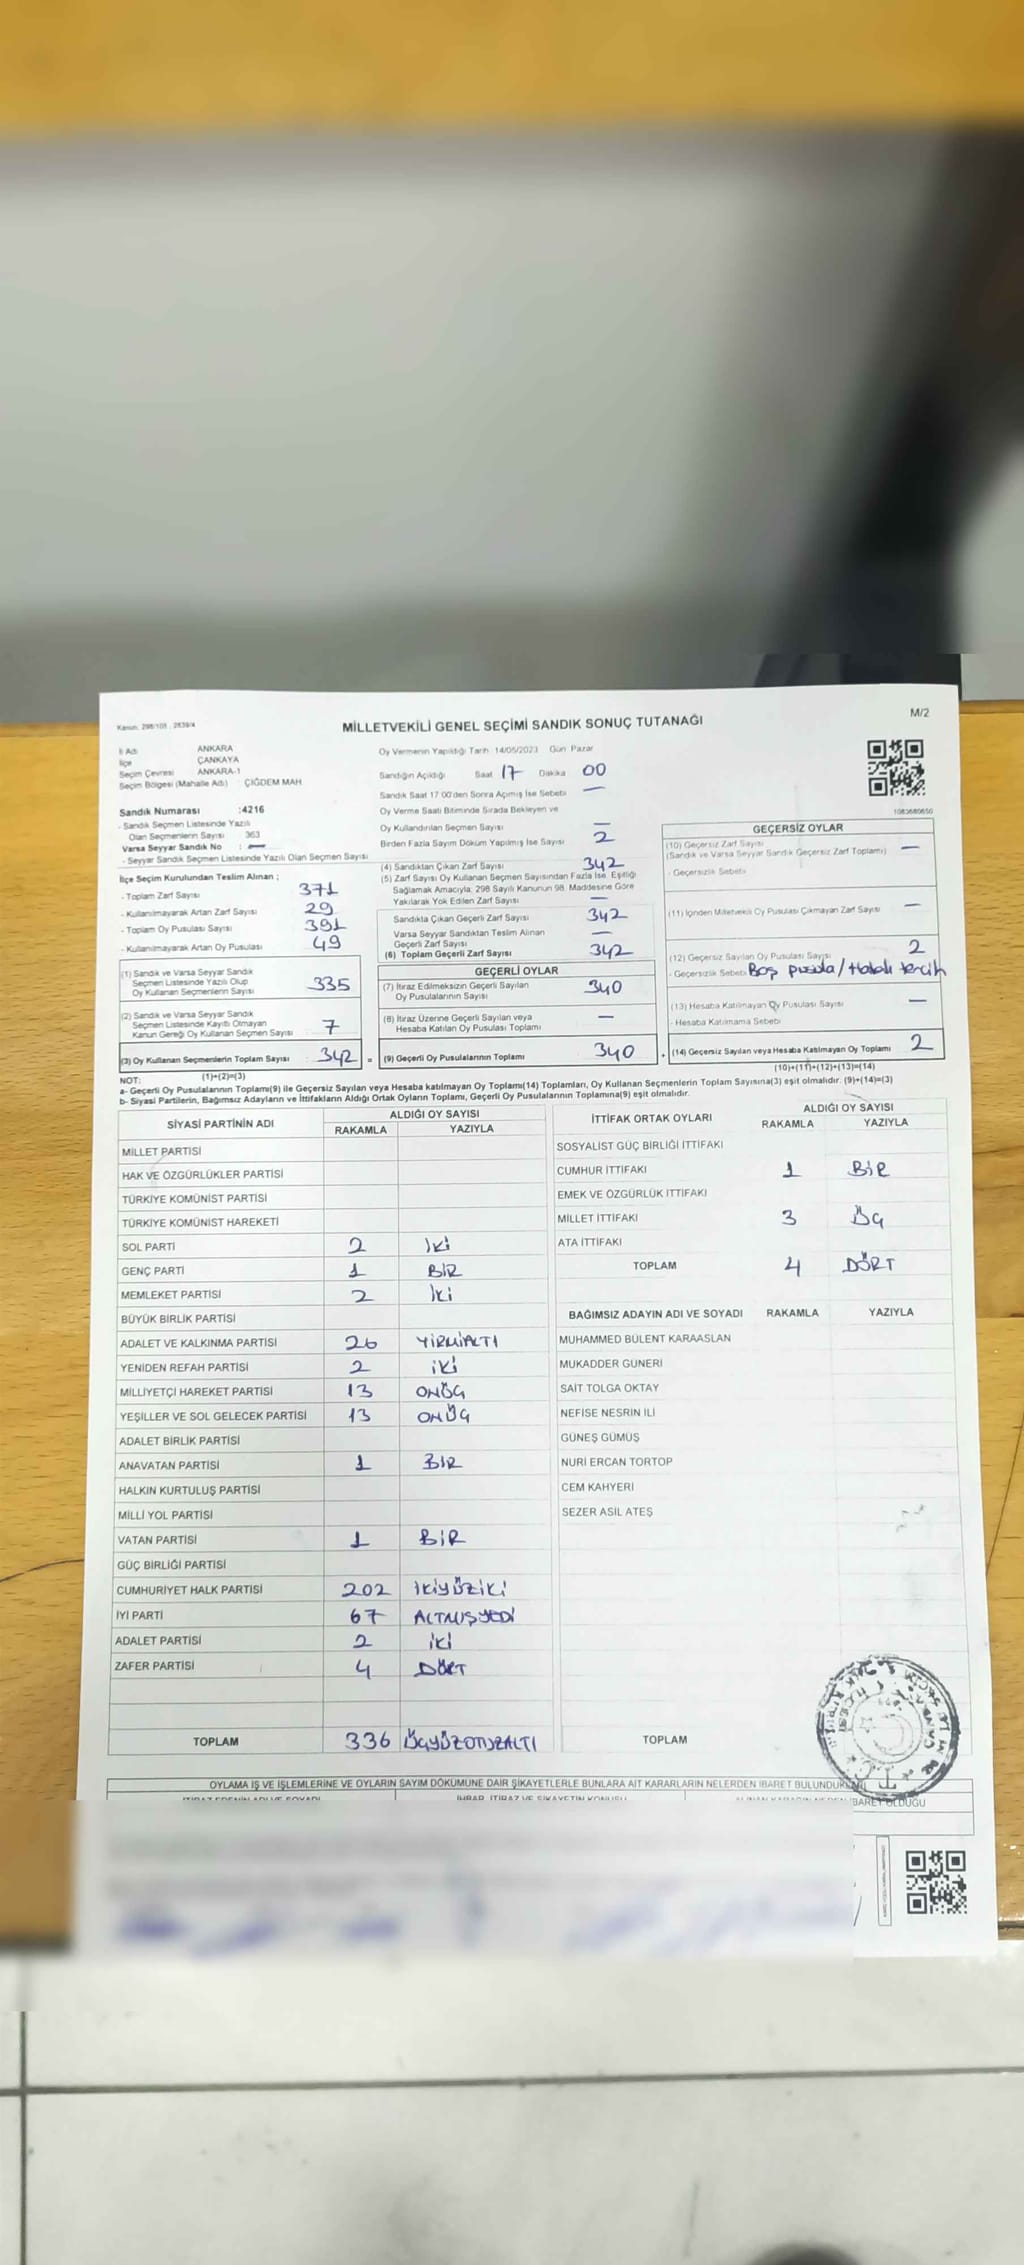 Kanun: 298/105 , 2839/4
MİLLETVEKİLİ GENEL SEÇİMİ SANDIK SONUÇ TUTANAĞI
M/2
İl Adı ANKARA
İlçe ÇANKAYA
Seçim Çevresi ANKARA-1
Seçim Bölgesi (Mahalle Adı) ÇİĞDEM MAH.
Sandık Numarası :4216
- Sandık Seçmen Listesinde Yazılı
Olan Seçmenlerin Sayısı 363
Varsa Seyyar Sandık No : —
- Seyyar Sandık Seçmen Listesinde Yazılı Olan Seçmen Sayısı
İlçe Seçim Kurulundan Teslim Alınan ;
- Toplam Zarf Sayısı 371
- Kullanılmayarak Artan Zarf Sayısı 29
- Toplam Oy Pusulası Sayısı 391
- Kullanılmayarak Artan Oy Pusulası 49
(1) Sandık ve Varsa Seyyar Sandık
Seçmen Listesinde Yazılı Olup
Oy Kullanan Seçmenlerin Sayısı 335
(2) Sandık ve Varsa Seyyar Sandık
Seçmen Listesinde Kayıtlı Olmayan
Kanun Gereği Oy Kullanan Seçmen Sayısı 7
(3) Oy Kullanan Seçmenlerin Toplam Sayısı 342 =
(1)+(2)=(3)
Oy Vermenin Yapıldığı Tarih 14/05/2023 Gün Pazar
Sandığın Açıldığı Saat 17 Dakika 00
Sandık Saat 17.00'den Sonra Açımış İse Sebebi —
Oy Verme Saati Bitiminde Sırada Bekleyen ve
Oy Kullandırılan Seçmen Sayısı —
Birden Fazla Sayım Döküm Yapılmış İse Sayısı 2
(4) Sandıktan Çıkan Zarf Sayısı 342
(5) Zarf Sayısı Oy Kullanan Seçmen Sayısından Fazla İse, Eşitliği
Sağlamak Amacıyla; 298 Sayılı Kanunun 98. Maddesine Göre
Yakılarak Yok Edilen Zarf Sayısı —
Sandıkta Çıkan Geçerli Zarf Sayısı 342
Varsa Seyyar Sandıktan Teslim Alınan
Geçerli Zarf Sayısı —
(6) Toplam Geçerli Zarf Sayısı 342
GEÇERLİ OYLAR
(7) İtiraz Edilmeksizin Geçerli Sayılan
Oy Pusulalarının Sayısı 340
(8) İtiraz Üzerine Geçerli Sayılan veya
Hesaba Katılan Oy Pusulası Toplamı —
(9) Geçerli Oy Pusulalarının Toplamı 340 +
1083680650
GEÇERSİZ OYLAR
(10) Geçersiz Zarf Sayısı
(Sandık ve Varsa Seyyar Sandık Geçersiz Zarf Toplamı) —
- Geçersizlik Sebebi
(11) İçinden Milletvekili Oy Pusulası Çıkmayan Zarf Sayısı —
(12) Geçersiz Sayılan Oy Pusulası Sayısı 2
- Geçersizlik Sebebi Boş pusula/Hatalı tercih
(13) Hesaba Katılmayan Oy Pusulası Sayısı —
- Hesaba Katılmama Sebebi
(14) Geçersiz Sayılan veya Hesaba Katılmayan Oy Toplamı 2
(10)+(11)+(12)+(13)=(14)
NOT:
a- Geçerli Oy Pusulalarının Toplamı(9) ile Geçersiz Sayılan veya Hesaba katılmayan Oy Toplamı(14) Toplamları, Oy Kullanan Seçmenlerin Toplam Sayısına(3) eşit olmalıdır. (9)+(14)=(3)
b- Siyasi Partilerin, Bağımsız Adayların ve İttifakların Aldığı Ortak Oyların Toplamı, Geçerli Oy Pusulalarının Toplamına(9) eşit olmalıdır.
SİYASİ PARTİNİN ADI ALDIĞI OY SAYISI
RAKAMLA YAZIYLA
MİLLET PARTİSİ
HAK VE ÖZGÜRLÜKLER PARTİSİ
TÜRKİYE KOMÜNİST PARTİSİ
TÜRKİYE KOMÜNİST HAREKETİ
SOL PARTİ 2 İKİ
GENÇ PARTİ 1 BİR
MEMLEKET PARTİSİ 2 İKİ
BÜYÜK BİRLİK PARTİSİ
ADALET VE KALKINMA PARTİSİ 26 YİRMİALTI
YENİDEN REFAH PARTİSİ 2 İKİ
MİLLİYETÇİ HAREKET PARTİSİ 13 ONÜÇ
YEŞİLLER VE SOL GELECEK PARTİSİ 13 ONÜÇ
ADALET BİRLİK PARTİSİ
ANAVATAN PARTİSİ 1 BİR
HALKIN KURTULUŞ PARTİSİ
MİLLİ YOL PARTİSİ
VATAN PARTİSİ 1 BİR
GÜÇ BİRLİĞİ PARTİSİ
CUMHURİYET HALK PARTİSİ 202 İKİYÜZİKİ
İYİ PARTİ 67 ALTMIŞYEDİ
ADALET PARTİSİ 2 İKİ
ZAFER PARTİSİ 4 DÖRT
TOPLAM 336 ÜÇYÜZOTUZALTI
İTTİFAK ORTAK OYLARI ALDIĞI OY SAYISI
RAKAMLA YAZIYLA
SOSYALİST GÜÇ BİRLİĞİ İTTİFAKI
CUMHUR İTTİFAKI 1 BİR
EMEK VE ÖZGÜRLÜK İTTİFAKI
MİLLET İTTİFAKI 3 ÜÇ
ATA İTTİFAKI
TOPLAM 4 DÖRT
BAĞIMSIZ ADAYIN ADI VE SOYADI RAKAMLA YAZIYLA
MUHAMMED BÜLENT KARAASLAN
MUKADDER GÜNERİ
SAİT TOLGA OKTAY
NEFİSE NESRİN İLİ
GÜNEŞ GÜMÜŞ
NURİ ERCAN TORTOP
CEM KAHYERİ
SEZER ASİL ATEŞ
TOPLAM
OYLAMA İŞ VE İŞLEMLERİNE VE OYLARIN SAYIM DÖKÜMÜNE DAİR ŞİKAYETLERLE BUNLARA AİT KARARLARIN NELERDEN İBARET BULUNDUKLARI